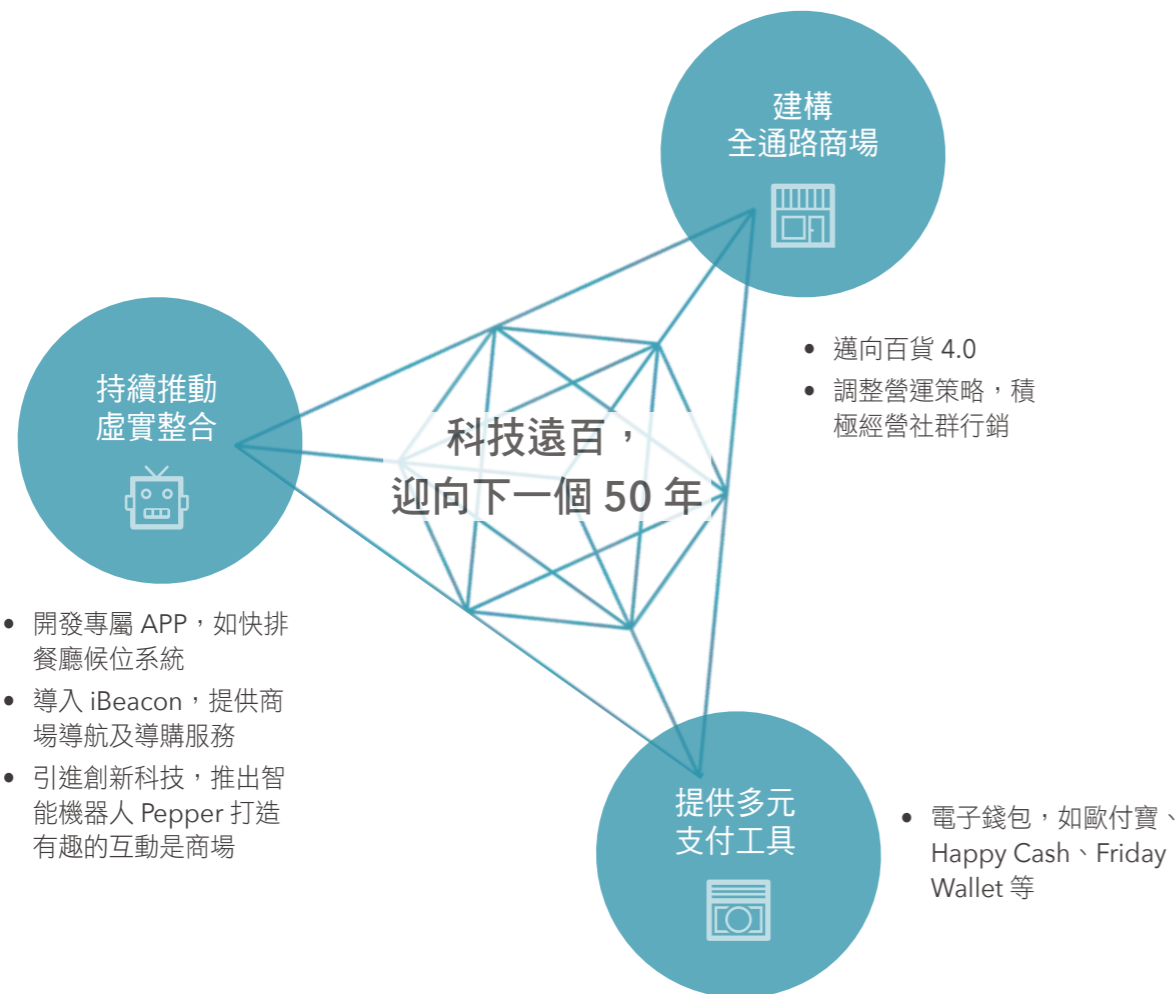 建構
全通路商場
• 邁向百貨 4.0
• 調整營運策略，積
極經營社群行銷
持續推動
虛實整合
科技遠百，
迎向下一個 50 年
• 開發專屬 APP，如快排
餐廳候位系統
• 導入 iBeacon，提供商
場導航及導購服務
• 引進創新科技，推出智
能機器人 Pepper 打造
有趣的互動是商場
提供多元
支付工具
• 電子錢包，如歐付寶、
Happy Cash、Friday
Wallet 等